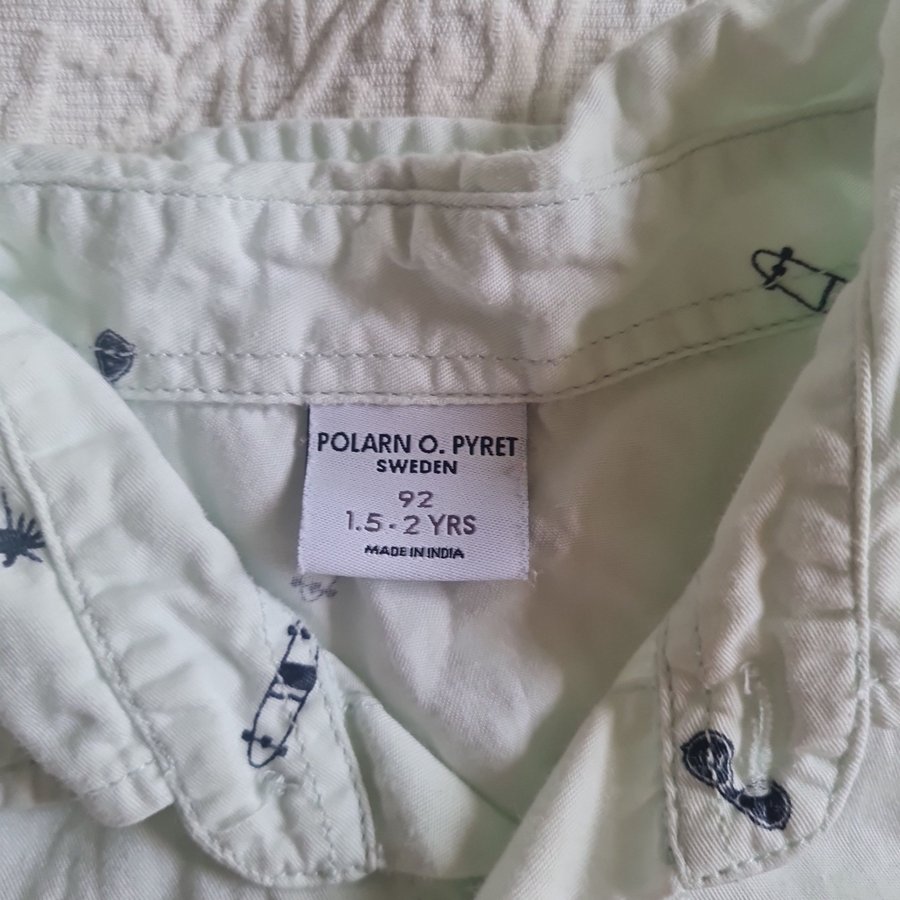 POLARN O. PYRET
SWEDEN
92
1.5 - 2 YRS
MADE IN INDIA